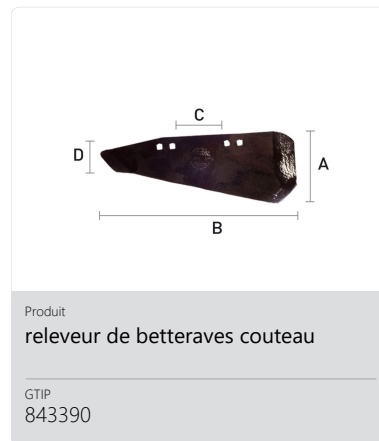 C
D
A
B
Produit
releveur de betteraves couteau
GTIP
843390